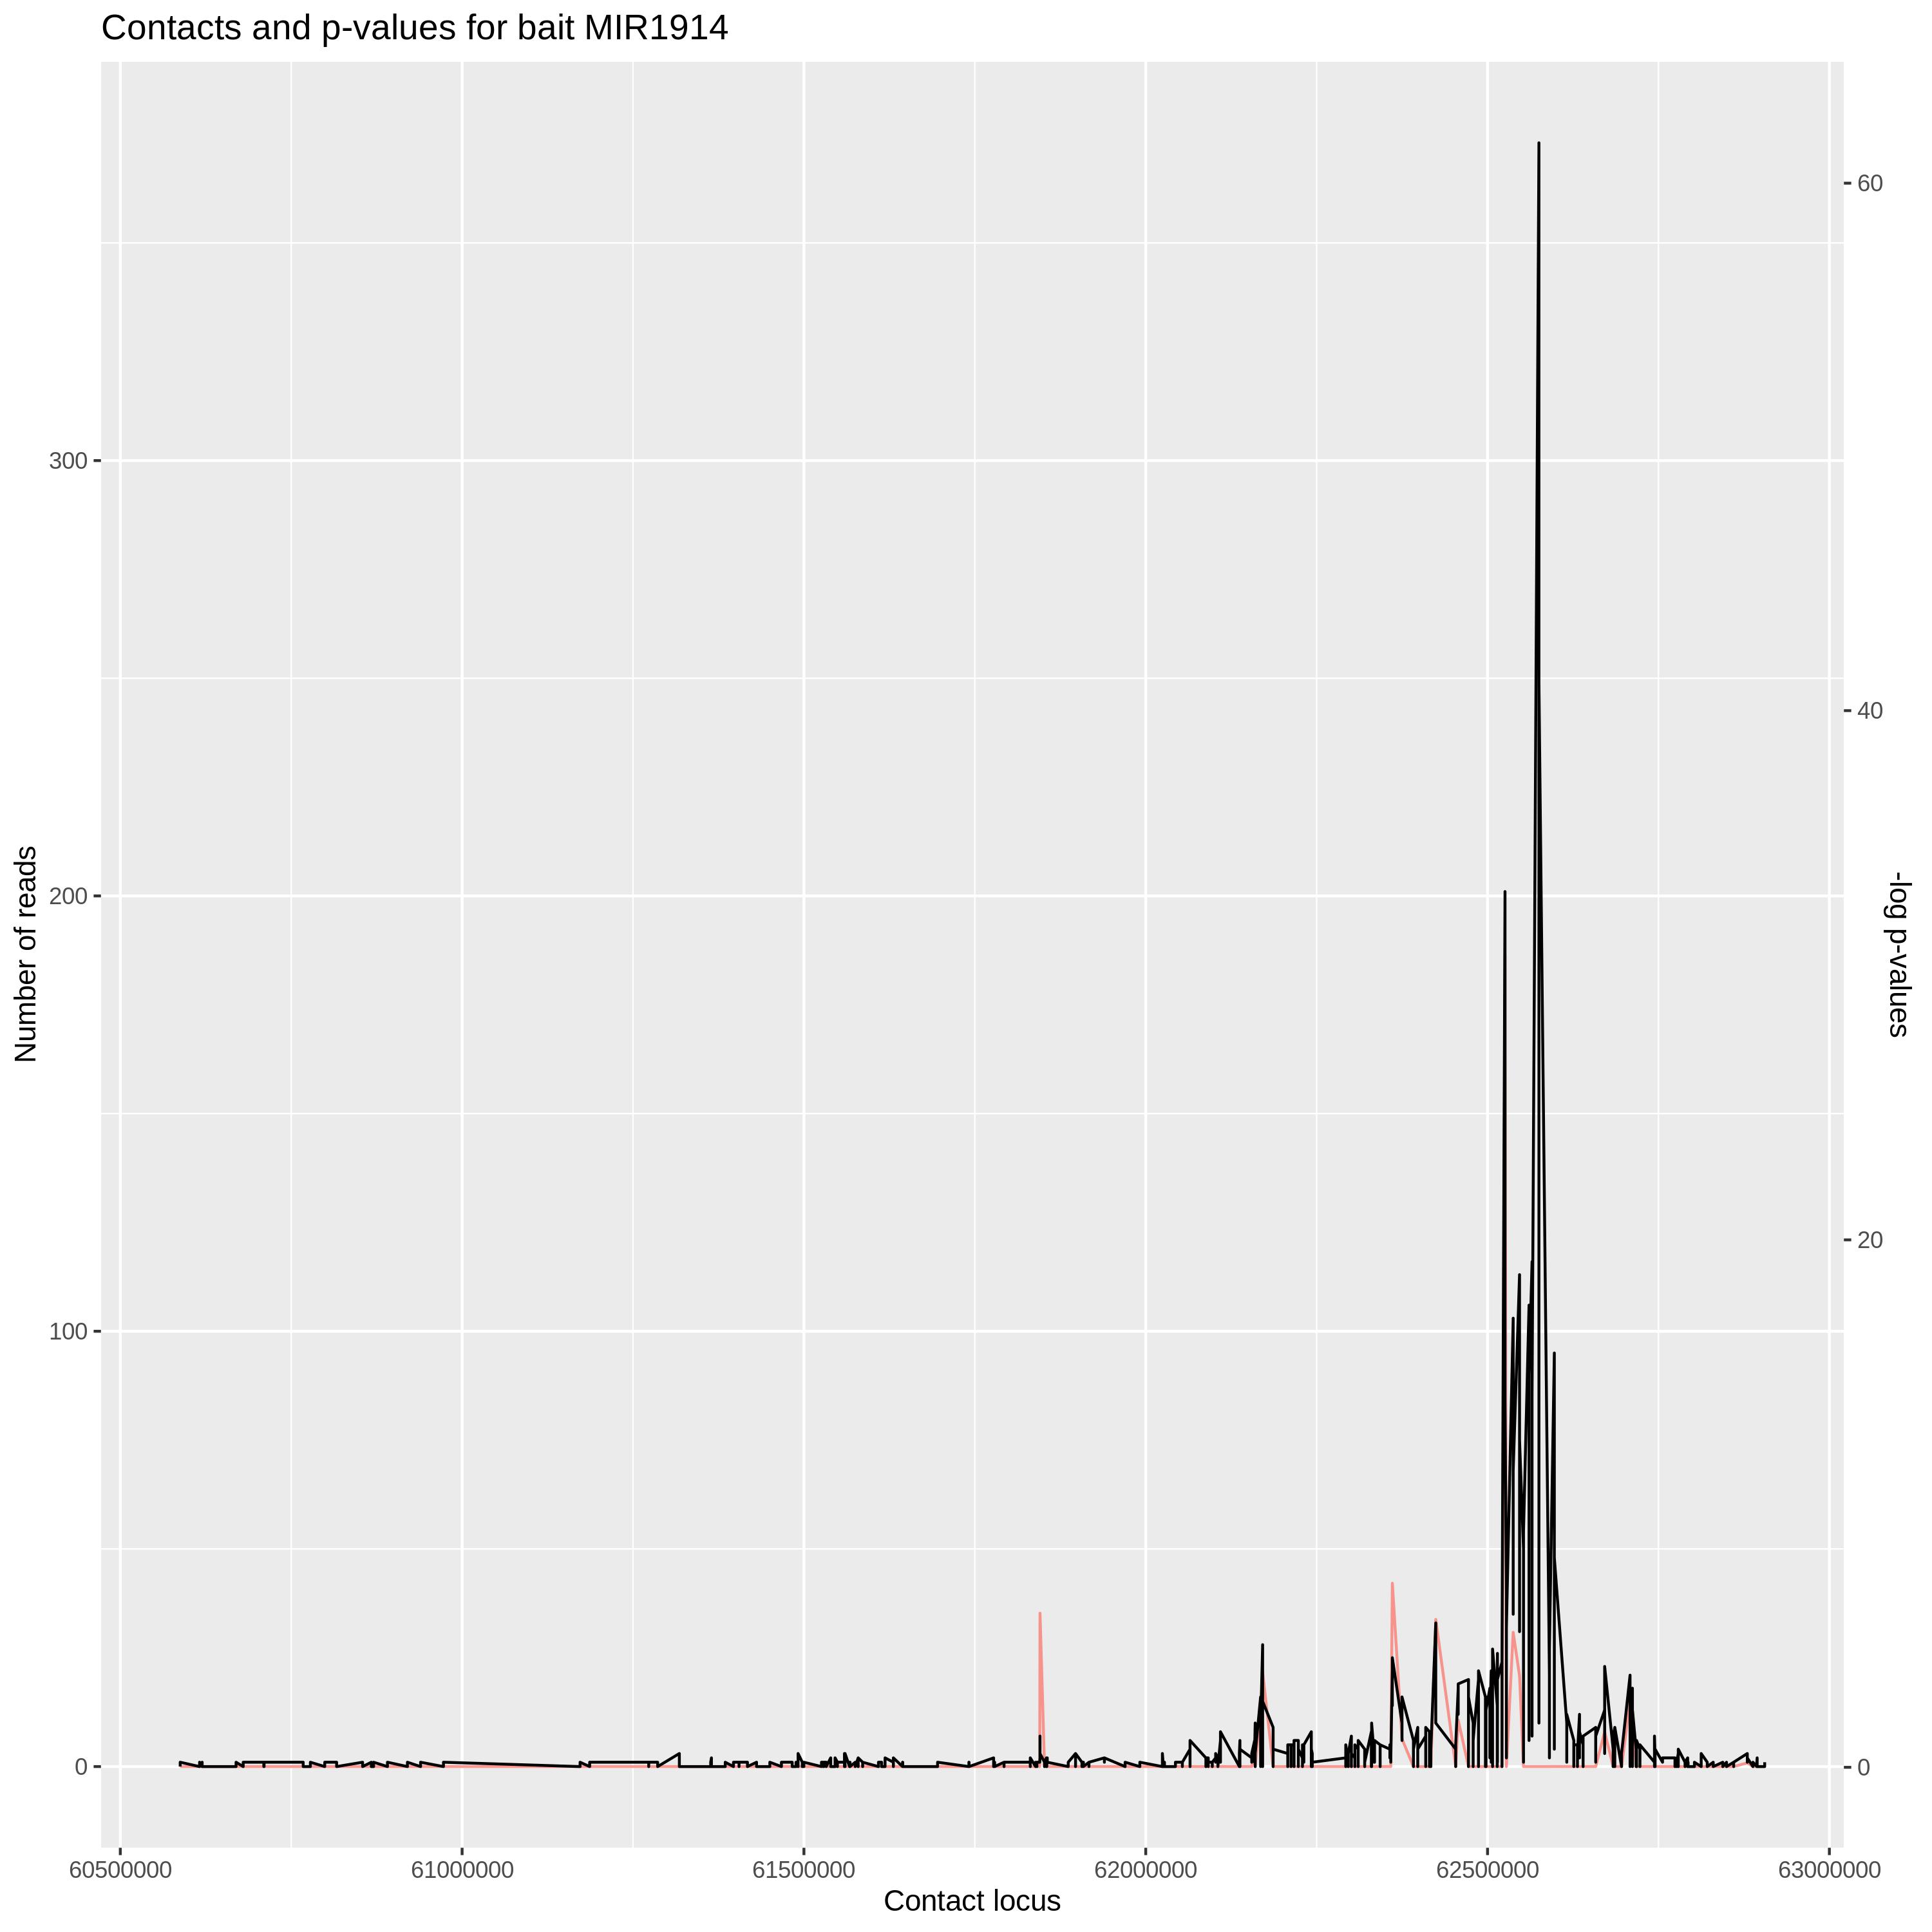 Contacts and p-values for bait MIR1914
Number of reads
300
200
100
0
60
40
20
0
-log p-values
60500000 61000000 61500000 62000000 62500000 63000000
Contact locus